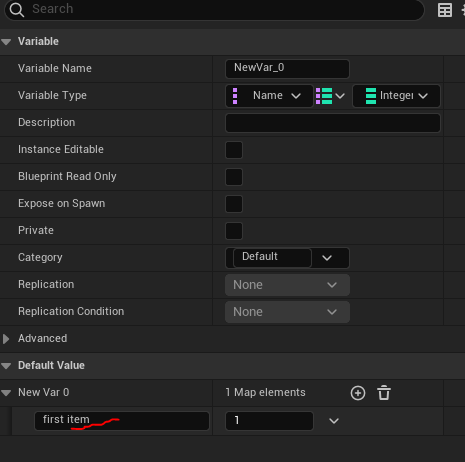 Search
Variable
Variable Name NewVar_0
Variable Type Name Integer
Description
Instance Editable
Blueprint Read Only
Expose on Spawn
Private
Category Default
Replication None
Replication Condition None
Advanced
Default Value
New Var 0 1 Map elements
first item 1